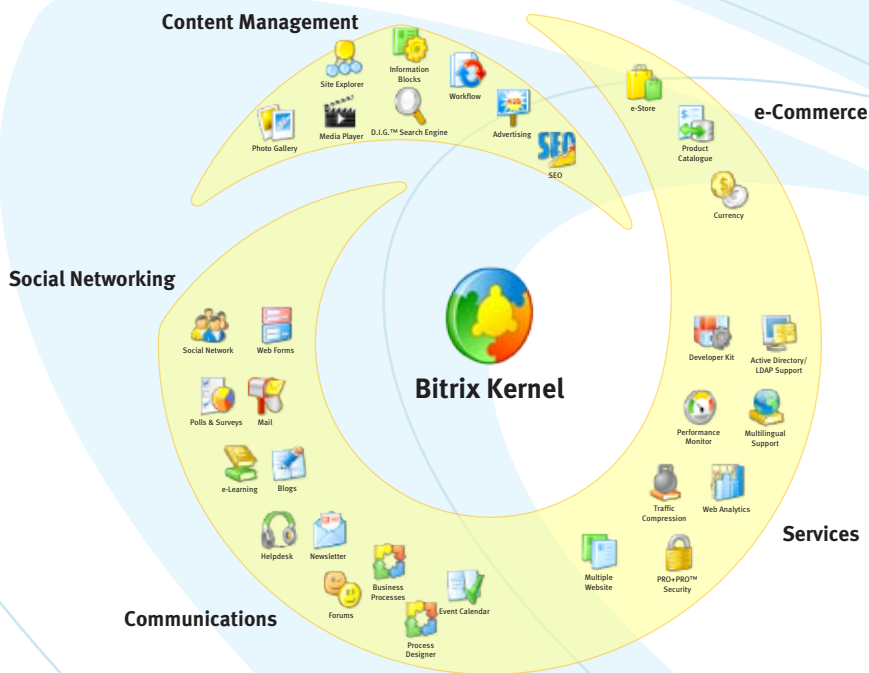 Content Management
Site Explorer
Information
Blocks
Workflow
Photo Gallery
Media Player
D.I.G.™ Search Engine
Advertising
SEO
SEO
e-Commerce
e-Store
Product
Catalogue
Currency
Social Networking
Social Network
Web Forms
Polls & Surveys
Mail
e-Learning
Blogs
Helpdesk
Newsletter
Business
Processes
Forums
Event Calendar
Process
Designer
Communications
Bitrix Kernel
Developer Kit
Active Directory/
LDAP Support
Performance
Monitor
Multilingual
Support
Traffic
Compression
Web Analytics
Services
Multiple
Website
PRO+PRO™
Security